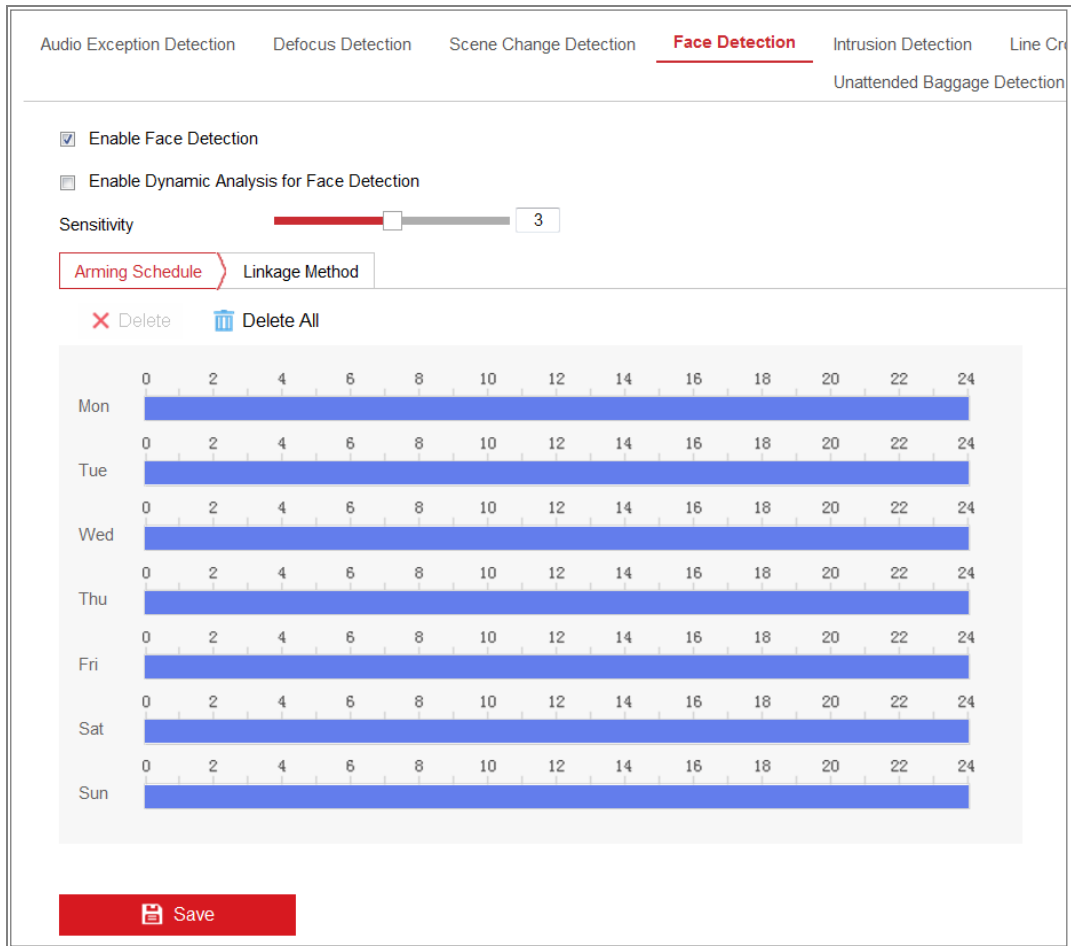 Audio Exception Detection Defocus Detection Scene Change Detection Face Detection Intrusion Detection Line Cro
Unattended Baggage Detection
Enable Face Detection
Enable Dynamic Analysis for Face Detection
Sensitivity 3
Arming Schedule Linkage Method
Delete Delete All
0 2 4 6 8 10 12 14 16 18 20 22 24
Mon
0 2 4 6 8 10 12 14 16 18 20 22 24
Tue
0 2 4 6 8 10 12 14 16 18 20 22 24
Wed
0 2 4 6 8 10 12 14 16 18 20 22 24
Thu
0 2 4 6 8 10 12 14 16 18 20 22 24
Fri
0 2 4 6 8 10 12 14 16 18 20 22 24
Sat
0 2 4 6 8 10 12 14 16 18 20 22 24
Sun
Save